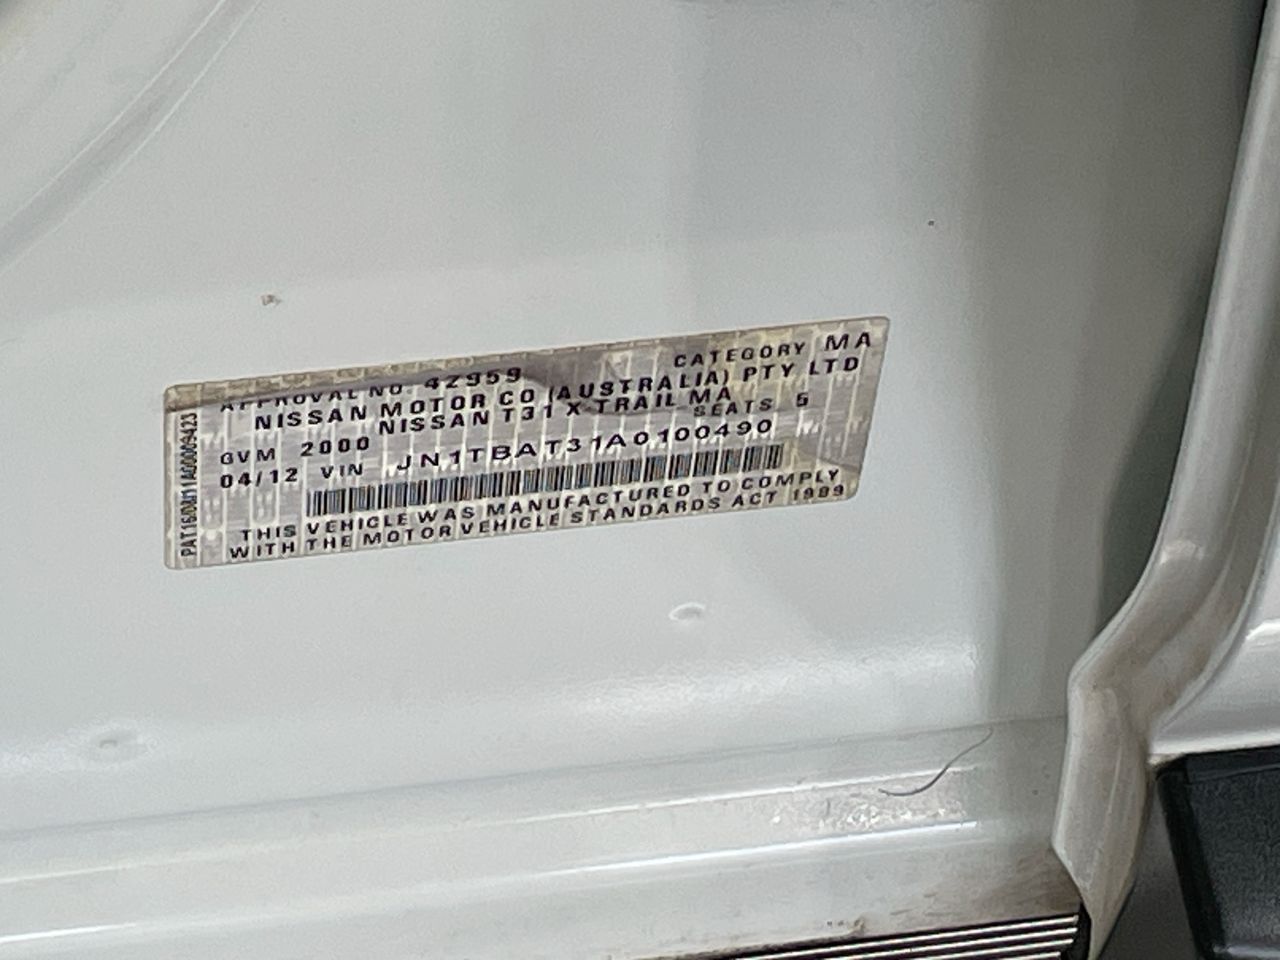 APPROVAL NO. 42959 CATEGORY MA
NISSAN MOTOR CO (AUSTRALIA) PTY LTD
NISSAN T31 X-TRAIL MA
GVM 2000 SEATS 5
04/12 VIN JN1TBAT31A0100490
THIS VEHICLE WAS MANUFACTURED TO COMPLY
WITH THE MOTOR VEHICLE STANDARDS ACT 1989